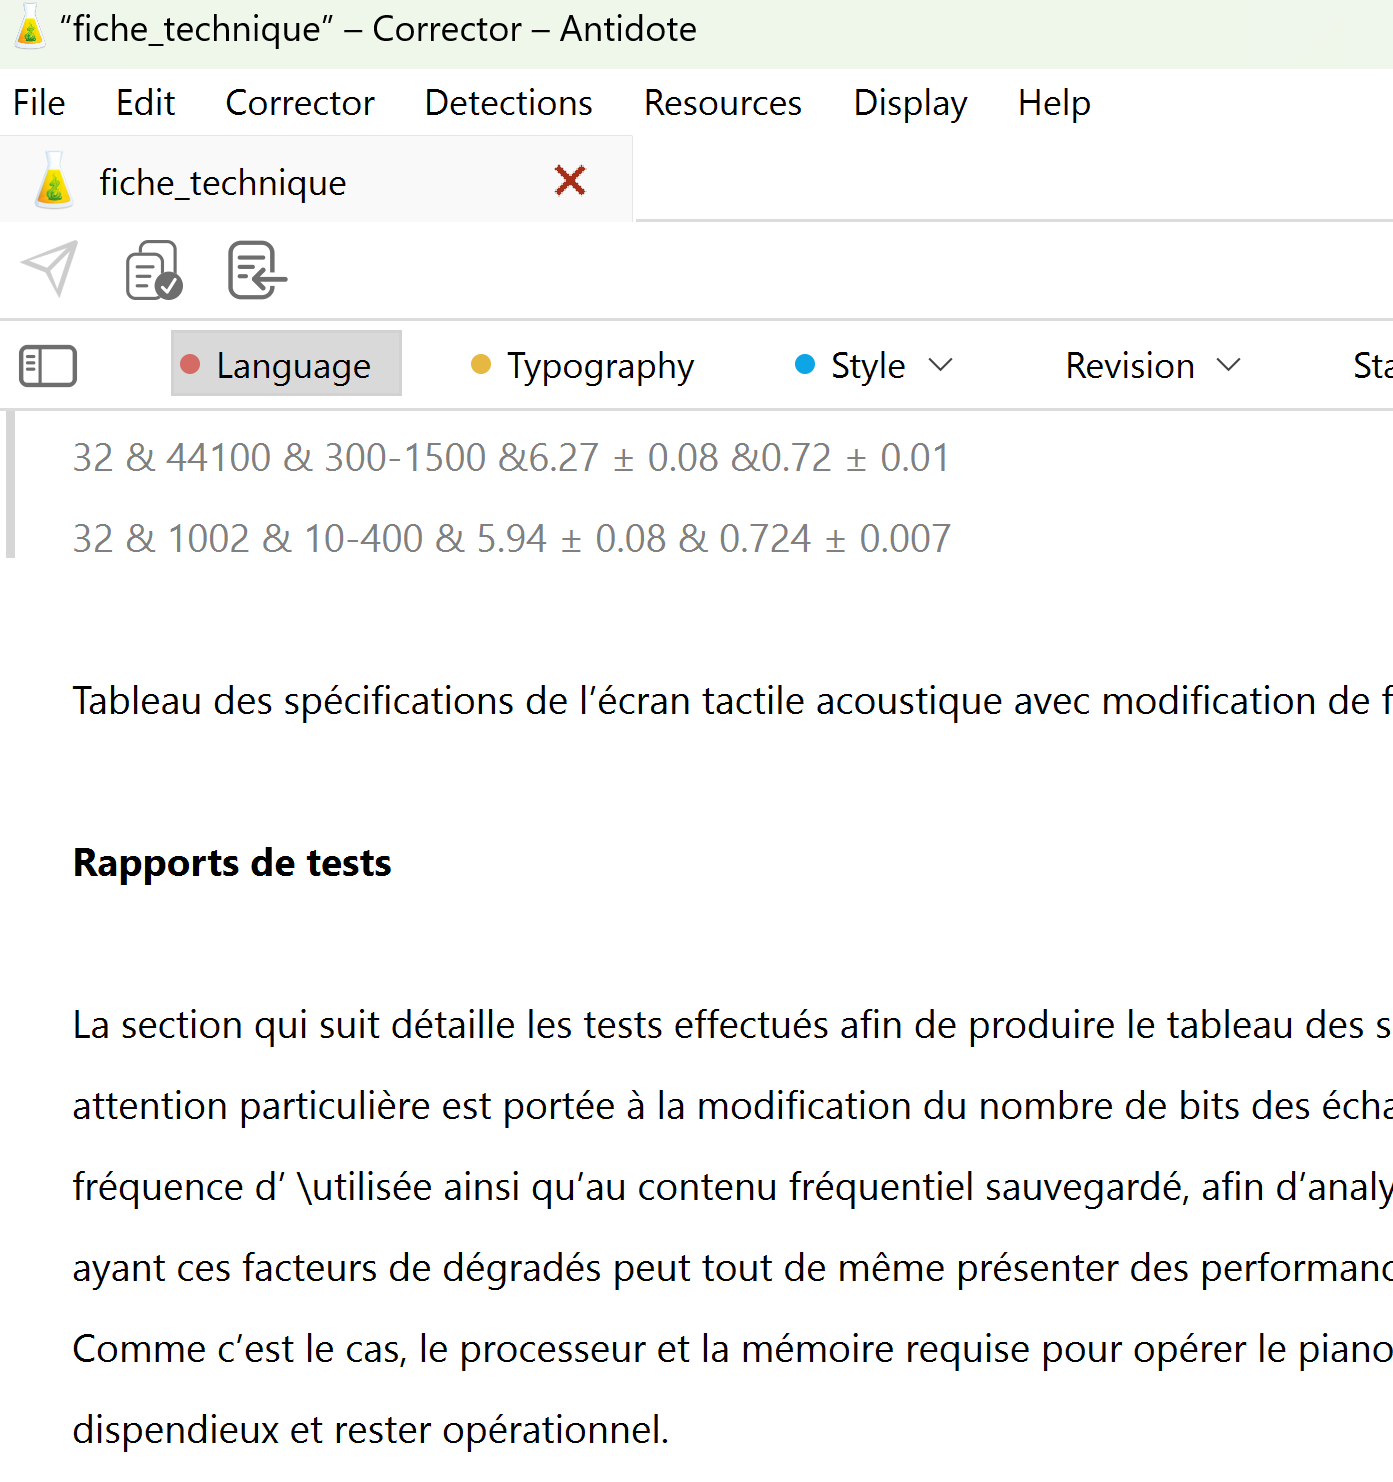 “fiche_technique” – Corrector – Antidote
File Edit Corrector Detections Resources Display Help
fiche_technique
Language Typography Style Revision
32 & 44100 & 300-1500 &6.27 ± 0.08 &0.72 ± 0.01
32 & 1002 & 10-400 & 5.94 ± 0.08 & 0.724 ± 0.007
Tableau des spécifications de l’écran tactile acoustique avec modification de
Rapports de tests
La section qui suit détaille les tests effectués afin de produire le tableau des
attention particulière est portée à la modification du nombre de bits des
fréquence d’ \utilisée ainsi qu’au contenu fréquentiel sauvegardé, afin
ayant ces facteurs de dégradés peut tout de même présenter des
Comme c’est le cas, le processeur et la mémoire requise pour opérer le piano
dispendieux et rester opérationnel.